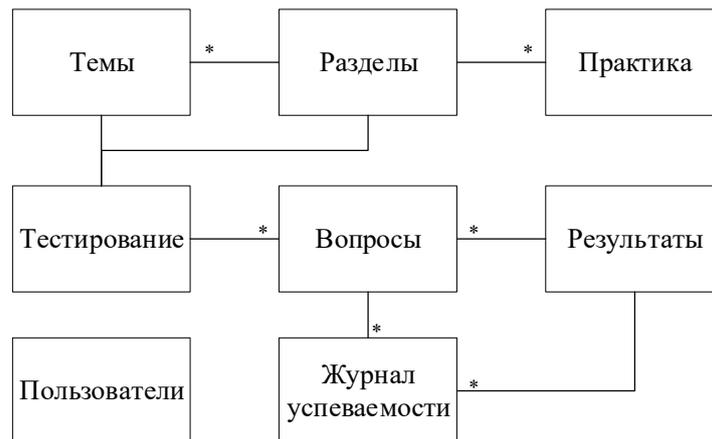 Темы * Разделы * Практика
Тестирование * Вопросы * Результаты
*
Пользователи Журнал успеваемости *